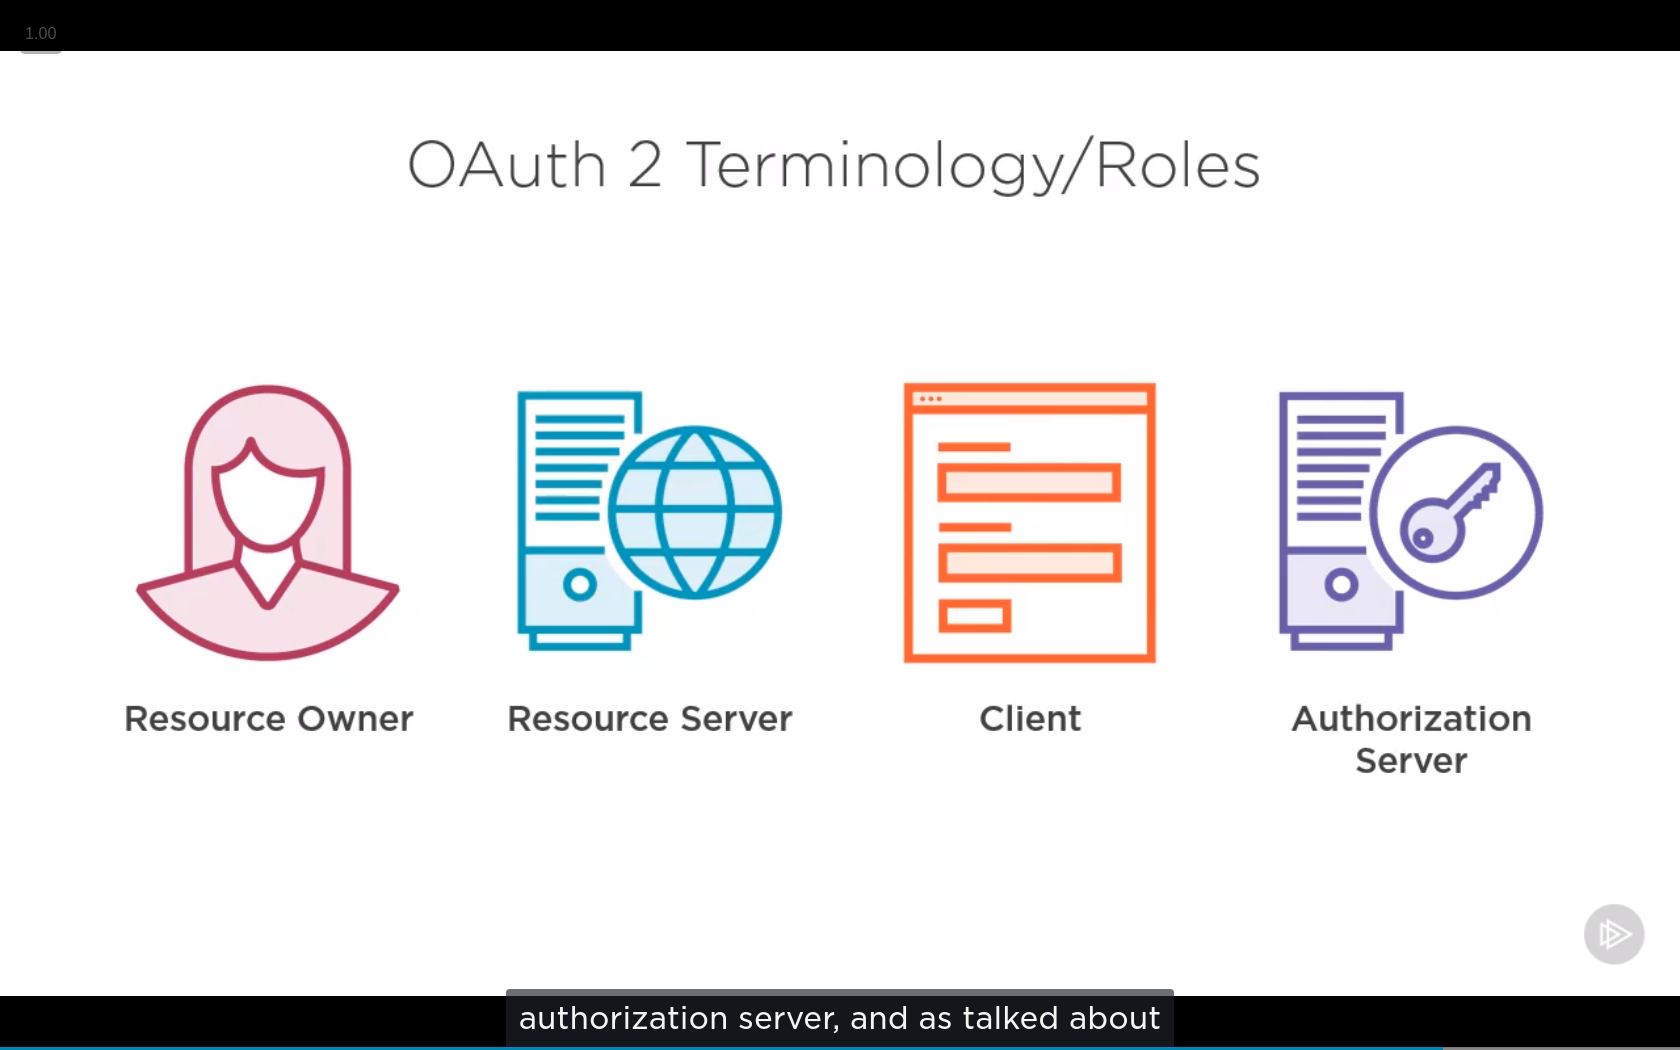 1.00
OAuth 2 Terminology/Roles
Resource Owner
Resource Server
Client
Authorization
Server
authorization server, and as talked about